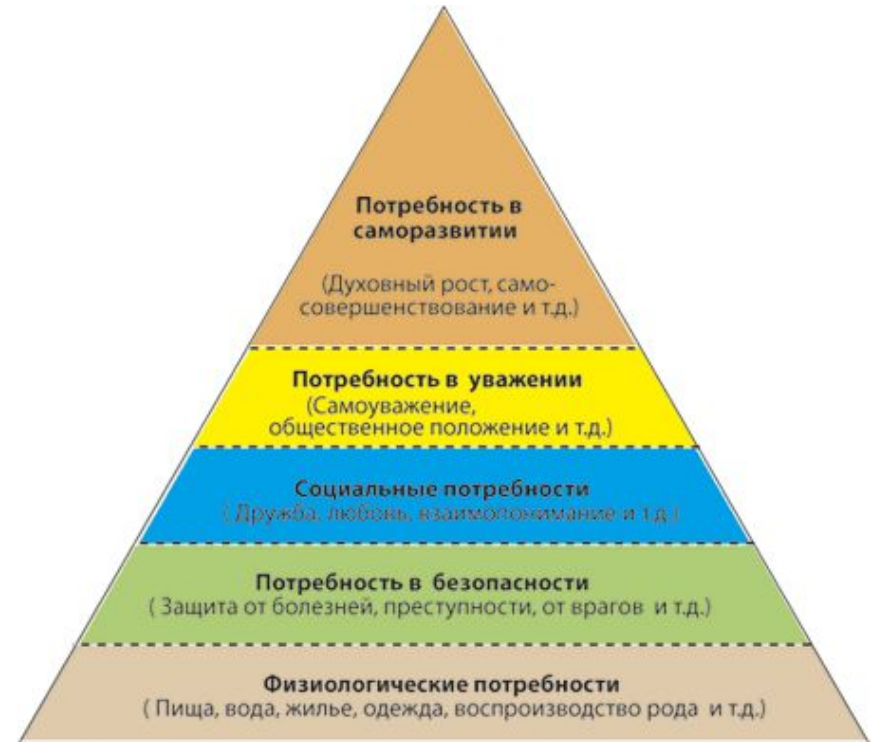 Потребность в
саморазвитии
(Духовный рост, само-
совершенствование и т.д.)
Потребность в уважении
(Самоуважение,
общественное положение и т.д.)
Социальные потребности
( Дружба, любовь, взаимопонимание и т.д.)
Потребность в безопасности
( Защита от болезней, преступности, от врагов и т.д.)
Физиологические потребности
( Пища, вода, жилье, одежда, воспроизводство рода и т.д.)